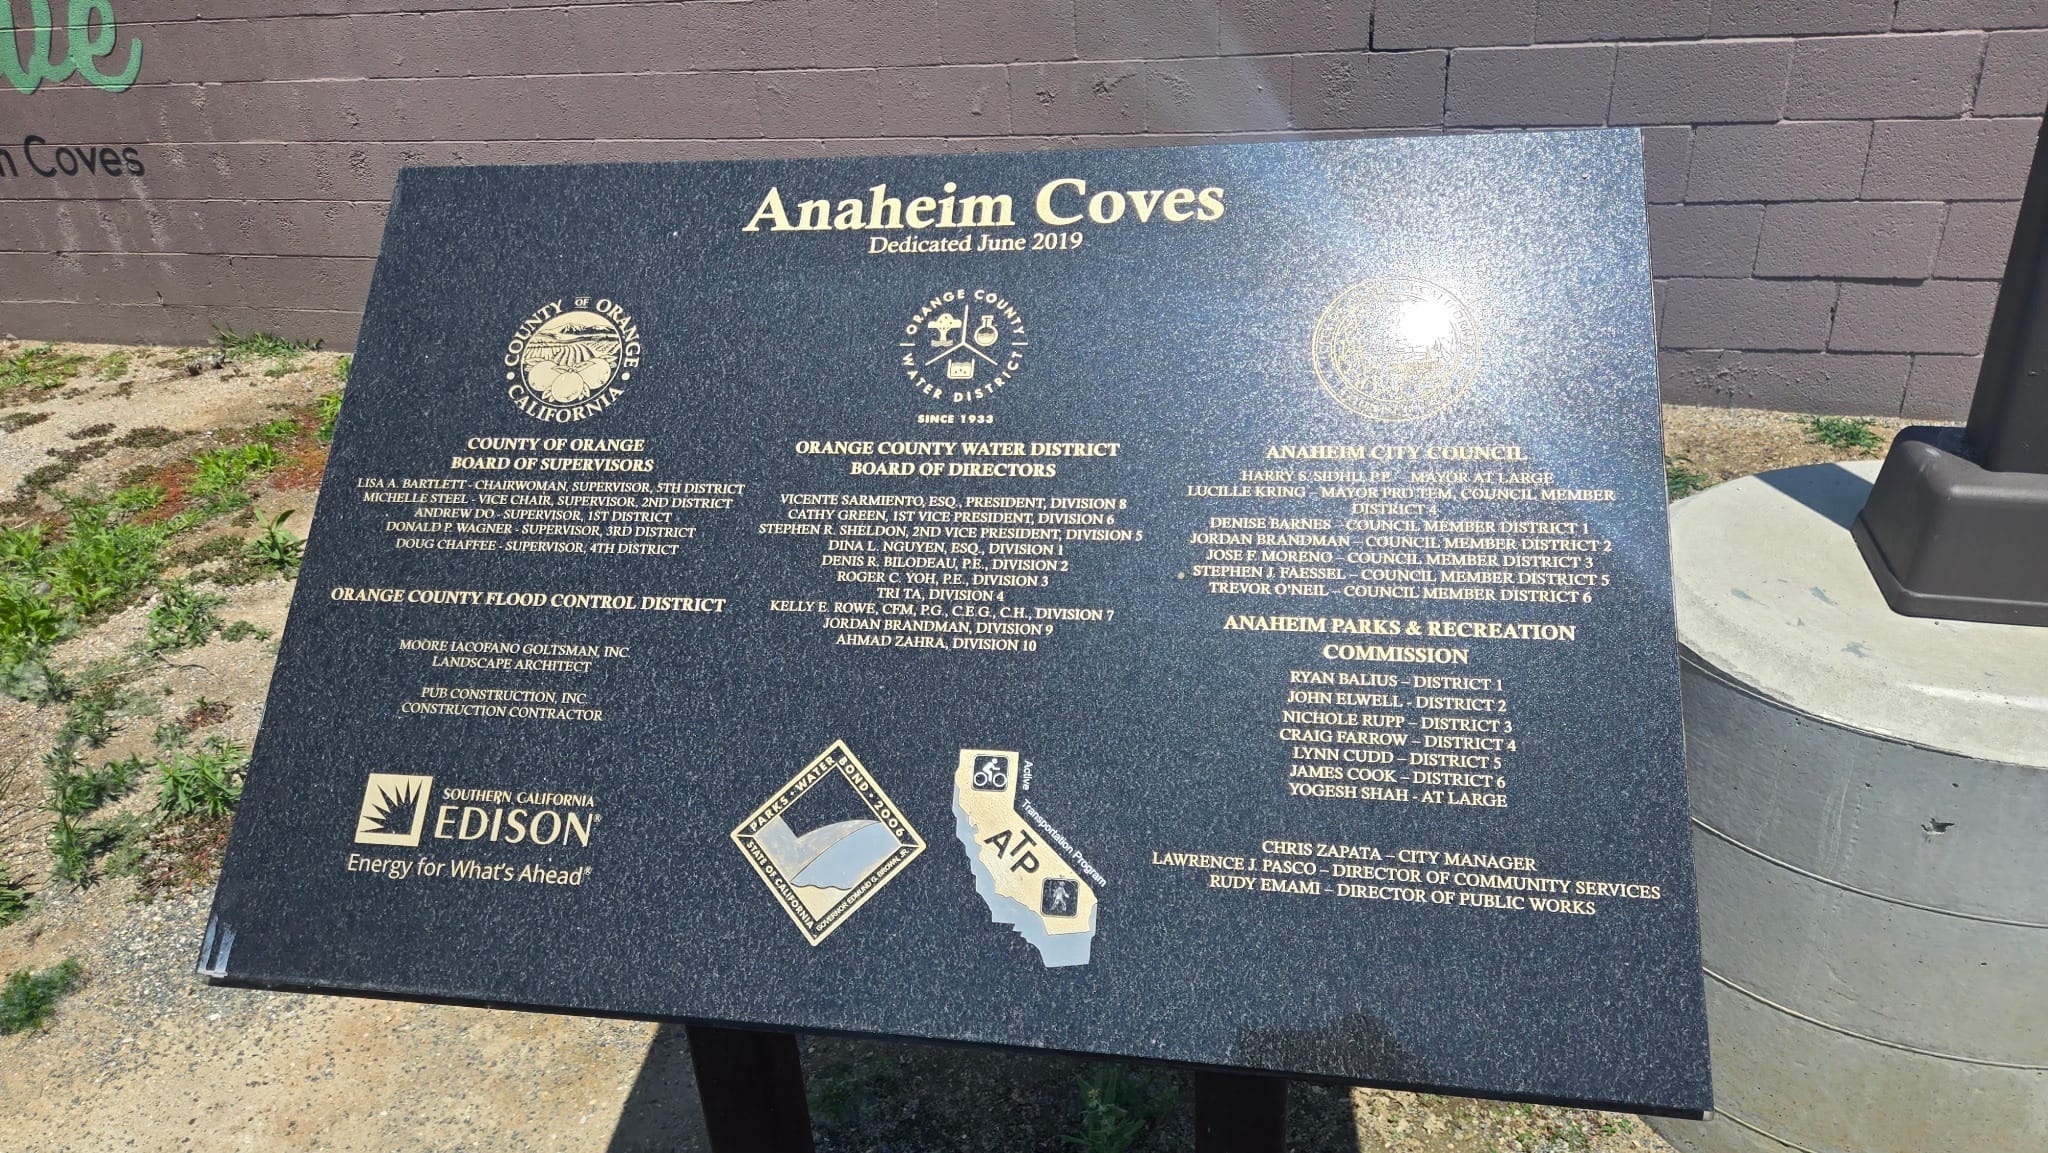 n Coves
Anaheim Coves
Dedicated June 2019
COUNTY OF ORANGE
CALIFORNIA
COUNTY OF ORANGE
BOARD OF SUPERVISORS
LISA A. BARTLETT - CHAIRWOMAN, SUPERVISOR, 5TH DISTRICT
MICHELLE STEEL - VICE CHAIR, SUPERVISOR, 2ND DISTRICT
ANDREW DO - SUPERVISOR, 1ST DISTRICT
DONALD P. WAGNER - SUPERVISOR, 3RD DISTRICT
DOUG CHAFFEE - SUPERVISOR, 4TH DISTRICT
ORANGE COUNTY FLOOD CONTROL DISTRICT
MOORE IACOFANO GOLTSMAN, INC.
LANDSCAPE ARCHITECT
PUB CONSTRUCTION, INC.
CONSTRUCTION CONTRACTOR
SOUTHERN CALIFORNIA
EDISON®
Energy for What's Ahead®
ORANGE COUNTY
WATER DISTRICT
SINCE 1933
ORANGE COUNTY WATER DISTRICT
BOARD OF DIRECTORS
VICENTE SARMIENTO, ESQ., PRESIDENT, DIVISION 8
CATHY GREEN, 1ST VICE PRESIDENT, DIVISION 6
STEPHEN R. SHELDON, 2ND VICE PRESIDENT, DIVISION 5
DINA L. NGUYEN, ESQ., DIVISION 1
DENIS R. BILODEAU, P.E., DIVISION 2
ROGER C. YOH, P.E., DIVISION 3
TRI TA, DIVISION 4
KELLY E. ROWE, CFM, P.G., C.E.G., C.H., DIVISION 7
JORDAN BRANDMAN, DIVISION 9
AHMAD ZAHRA, DIVISION 10
PARKS • WATER BOND • 2006
STATE OF CALIFORNIA
GOVERNOR EDMUND G. BROWN, JR.
Active Transportation Program
ATP
ANAHEIM CITY COUNCIL
HARRY S. SIDHU, P.E. – MAYOR AT LARGE
LUCILLE KRING – MAYOR PRO TEM, COUNCIL MEMBER
DISTRICT 4
DENISE BARNES – COUNCIL MEMBER DISTRICT 1
JORDAN BRANDMAN – COUNCIL MEMBER DISTRICT 2
JOSE F. MORENO – COUNCIL MEMBER DISTRICT 3
STEPHEN J. FAESSEL – COUNCIL MEMBER DISTRICT 5
TREVOR O'NEIL – COUNCIL MEMBER DISTRICT 6
ANAHEIM PARKS & RECREATION
COMMISSION
RYAN BALIUS – DISTRICT 1
JOHN ELWELL - DISTRICT 2
NICHOLE RUPP – DISTRICT 3
CRAIG FARROW – DISTRICT 4
LYNN CUDD – DISTRICT 5
JAMES COOK – DISTRICT 6
YOGESH SHAH - AT LARGE
CHRIS ZAPATA – CITY MANAGER
LAWRENCE J. PASCO – DIRECTOR OF COMMUNITY SERVICES
RUDY EMAMI – DIRECTOR OF PUBLIC WORKS